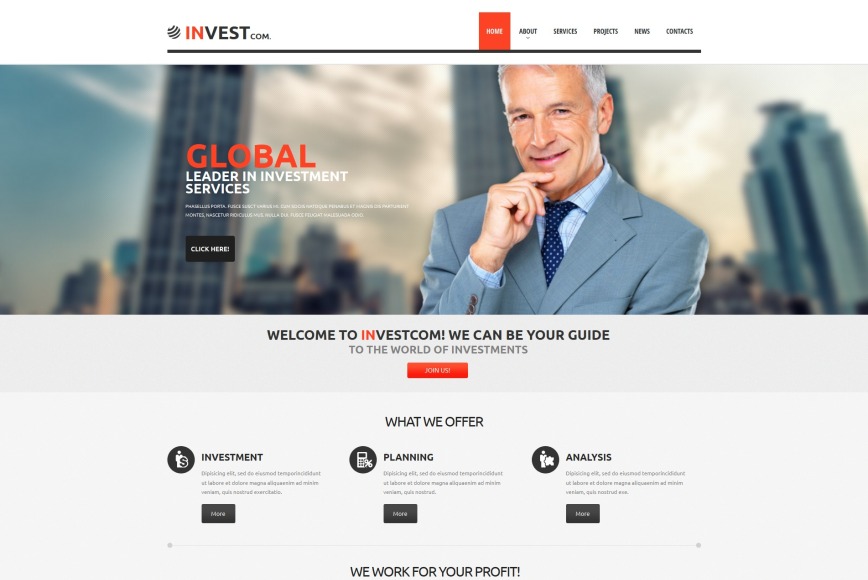 INVESTCOM.
HOME ABOUT SERVICES PROJECTS NEWS CONTACTS
GLOBAL
LEADER IN INVESTMENT
SERVICES
PHASELLUS PORTA. FUSCE SUSCIT VARIUS MI. CUM SOCIIS NATOQUE PENATIBUS ET MAGNIS DIS PARTURIENT
MONTES, NASCETUR RIDICULUS MUS. NULLA DUI. FUSCE FEUGIAT MALESUADA ODIO.
CLICK HERE!
WELCOME TO INVESTCOM! WE CAN BE YOUR GUIDE
TO THE WORLD OF INVESTMENTS
JOIN US!
WHAT WE OFFER
INVESTMENT
Dipisicing elit, sed do eiusmod temporincididunt
ut labore et dolore magna aliquaenim ad minim
veniam, quis nostrud exercitatio.
More
PLANNING
Dipisicing elit, sed do eiusmod temporincididunt
ut labore et dolore magna aliquaenim ad minim
veniam, quis nostrud.
More
ANALYSIS
Dipisicing elit, sed do eiusmod temporincididunt
ut labore et dolore magna aliquaenim ad minim
veniam, quis nostrud exe.
More
WE WORK FOR YOUR PROFIT!